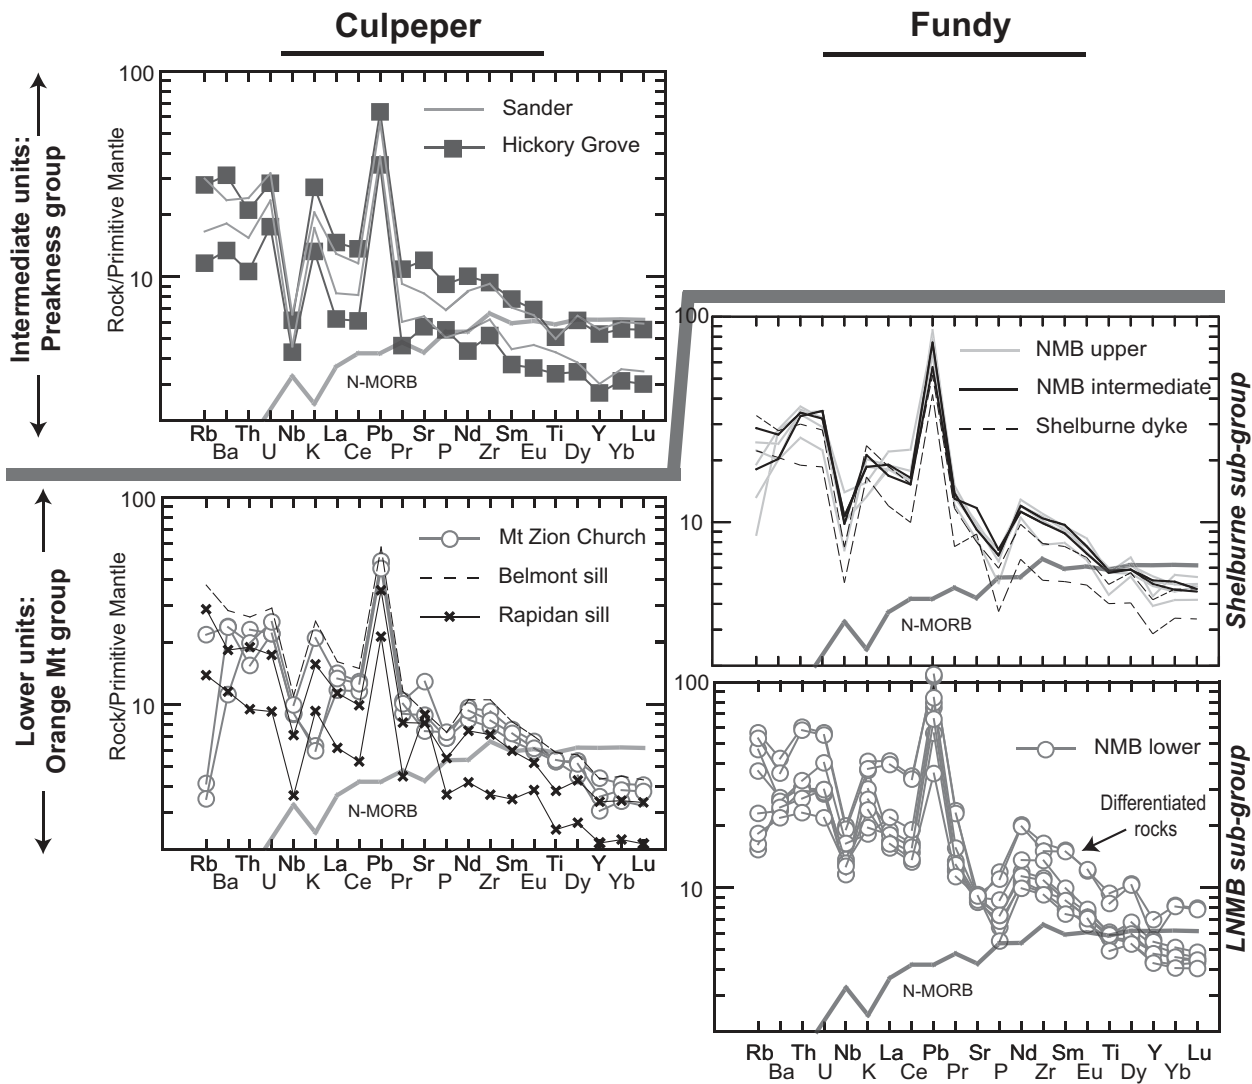 Culpeper
Fundy
Intermediate units:
Preakness group
Rock/Primitive Mantle
100
10
Sander
Hickory Grove
N-MORB
Rb Th Nb La Pb Sr Nd Sm Ti Y Lu
Ba U K Ce Pr P Zr Eu Dy Yb
Lower units:
Orange Mt group
Rock/Primitive Mantle
100
10
Mt Zion Church
Belmont sill
Rapidan sill
N-MORB
Rb Th Nb La Pb Sr Nd Sm Ti Y Lu
Ba U K Ce Pr P Zr Eu Dy Yb
100
10
NMB upper
NMB intermediate
Shelburne dyke
N-MORB
Shelburne sub-group
100
10
NMB lower
Differentiated
rocks
N-MORB
LNMB sub-group
Rb Th Nb La Pb Sr Nd Sm Ti Y Lu
Ba U K Ce Pr P Zr Eu Dy Yb